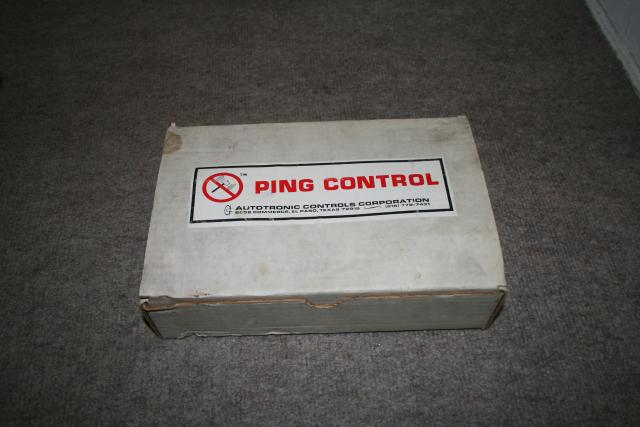 ™ PING CONTROL
AUTOTRONIC CONTROLS CORPORATION
COMMERCE, EL PASO, TEXAS